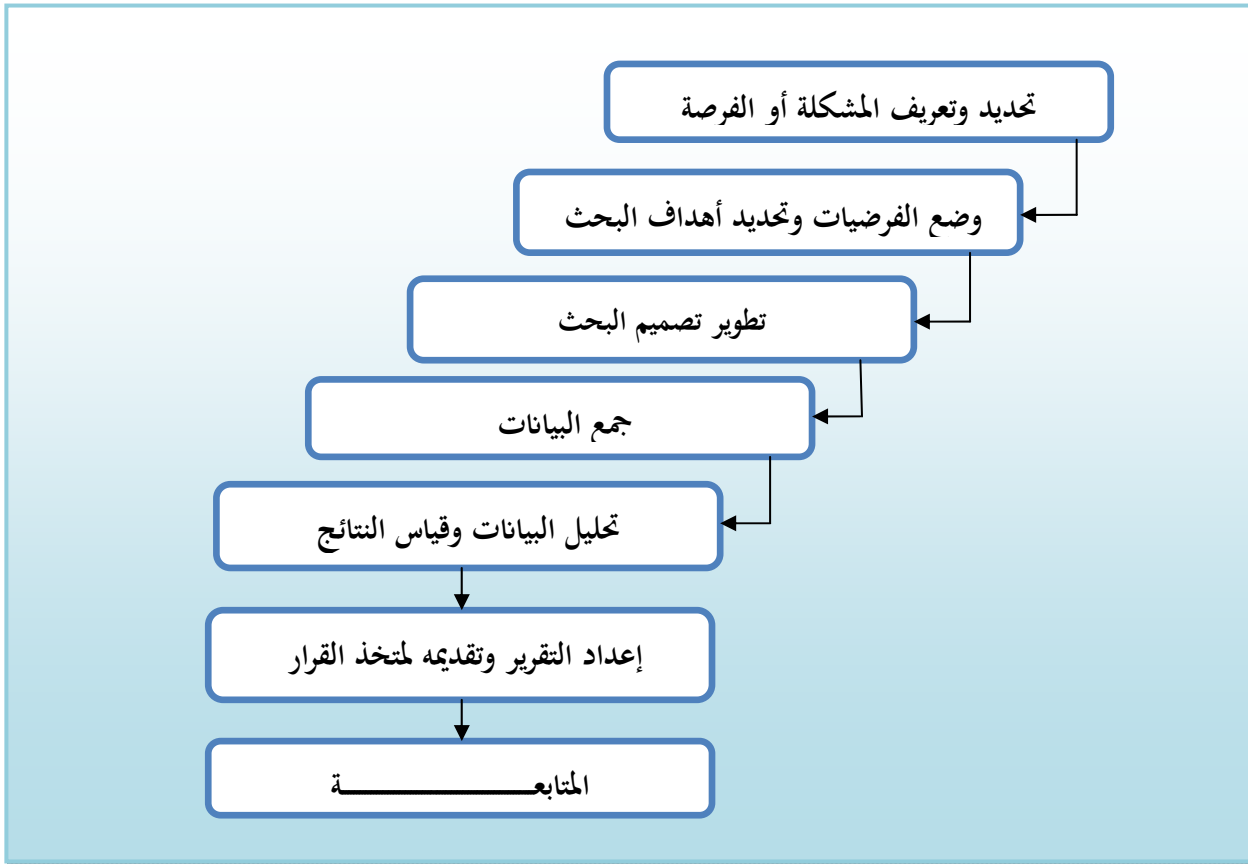 تحديد وتعريف المشكلة أو الفرصة
وضع الفرضيات وتحديد أهداف البحث
تطوير تصميم البحث
جمع البيانات
تحليل البيانات وقياس النتائج
إعداد التقرير وتقديمه لمتخذ القرار
المتابعـــــــــــــــــــــــــــة